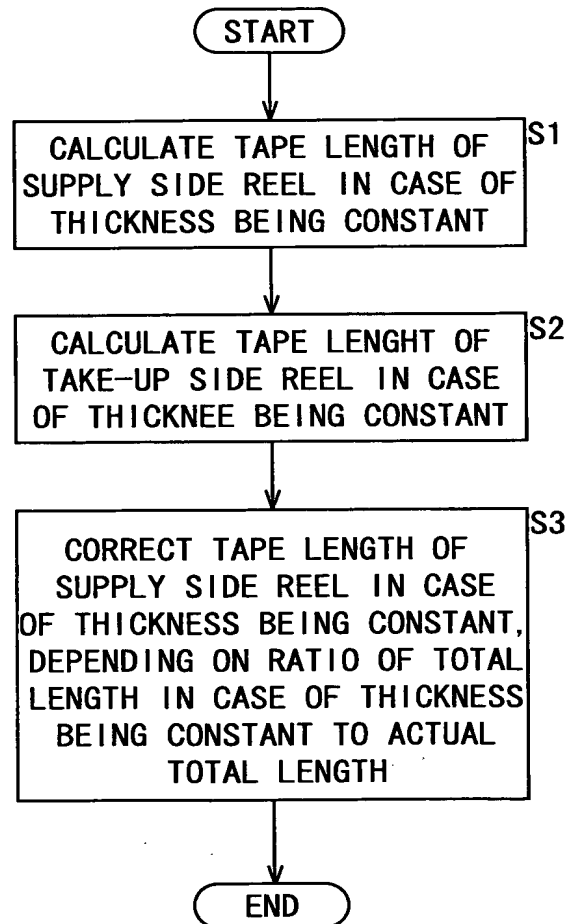 START
S1
CALCULATE TAPE LENGTH OF
SUPPLY SIDE REEL IN CASE OF
THICKNESS BEING CONSTANT
S2
CALCULATE TAPE LENGHT OF
TAKE-UP SIDE REEL IN CASE
OF THICKNEE BEING CONSTANT
S3
CORRECT TAPE LENGTH OF
SUPPLY SIDE REEL IN CASE
OF THICKNESS BEING CONSTANT,
DEPENDING ON RATIO OF TOTAL
LENGTH IN CASE OF THICKNESS
BEING CONSTANT TO ACTUAL
TOTAL LENGTH
END